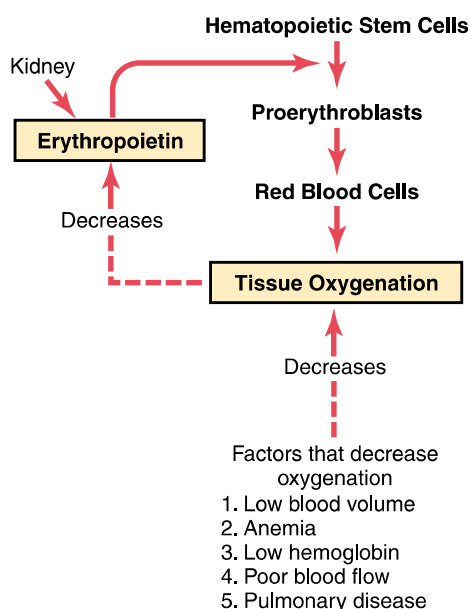 Hematopoietic Stem Cells
Kidney
Proerythroblasts
Erythropoietin
Red Blood Cells
Decreases
Tissue Oxygenation
Decreases
Factors that decrease
oxygenation
1. Low blood volume
2. Anemia
3. Low hemoglobin
4. Poor blood flow
5. Pulmonary disease